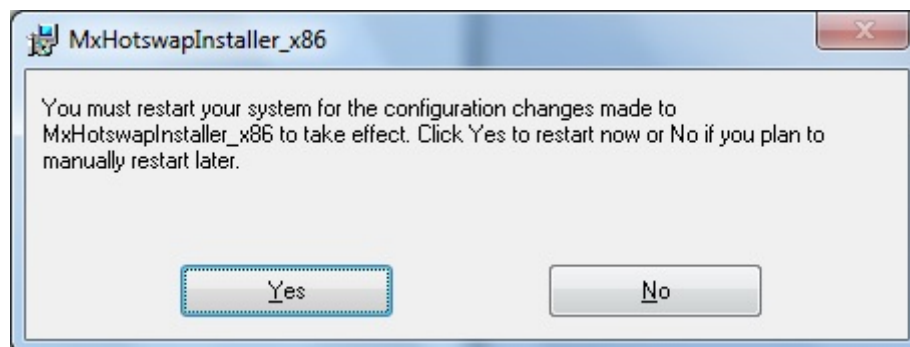 MxHotswapInstaller_x86
You must restart your system for the configuration changes made to
MxHotswapInstaller_x86 to take effect. Click Yes to restart now or No if you plan to
manually restart later.
Yes
No